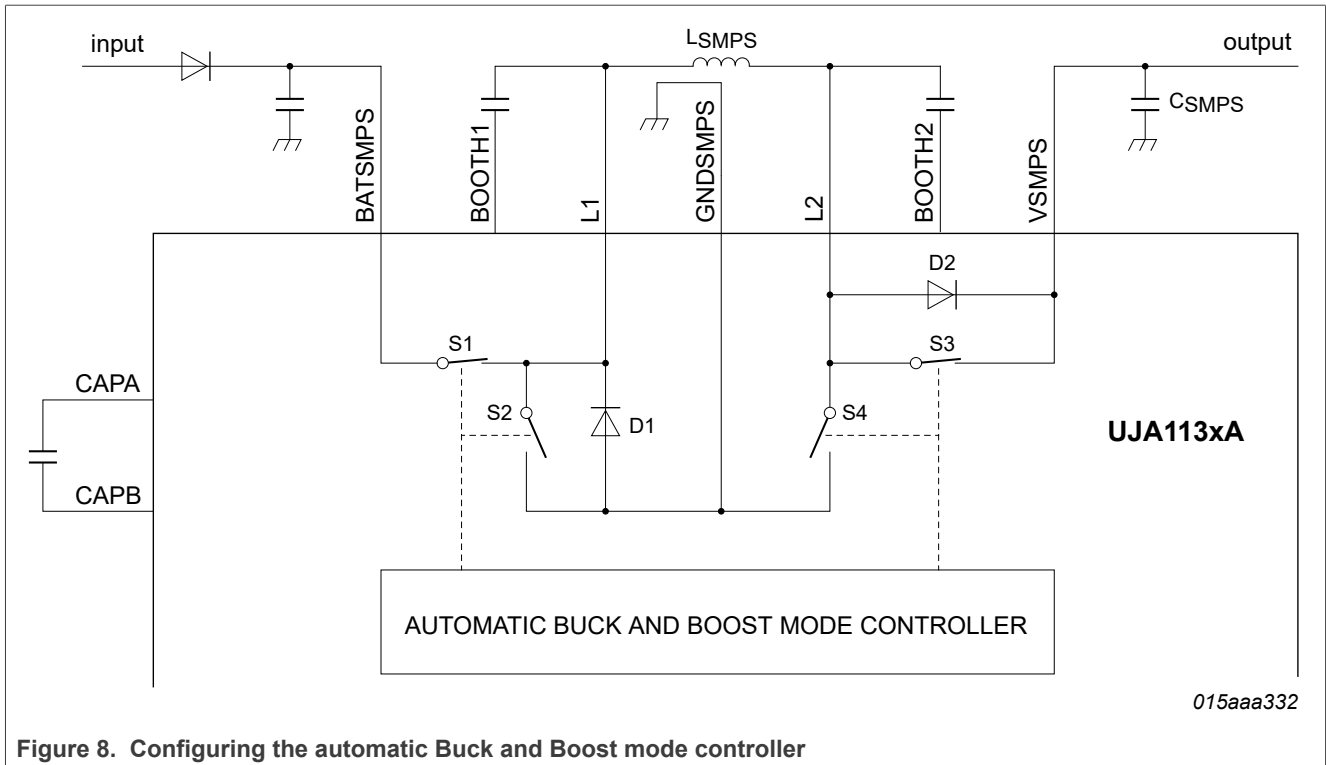 input
LSMPS
output
CSMPS
BATSMPS
BOOTH1
L1
GNDSMPS
L2
BOOTH2
VSMPS
D2
S1
S3
CAPA
S2
D1
S4
UJA113xA
CAPB
AUTOMATIC BUCK AND BOOST MODE CONTROLLER
015aaa332
Figure 8. Configuring the automatic Buck and Boost mode controller